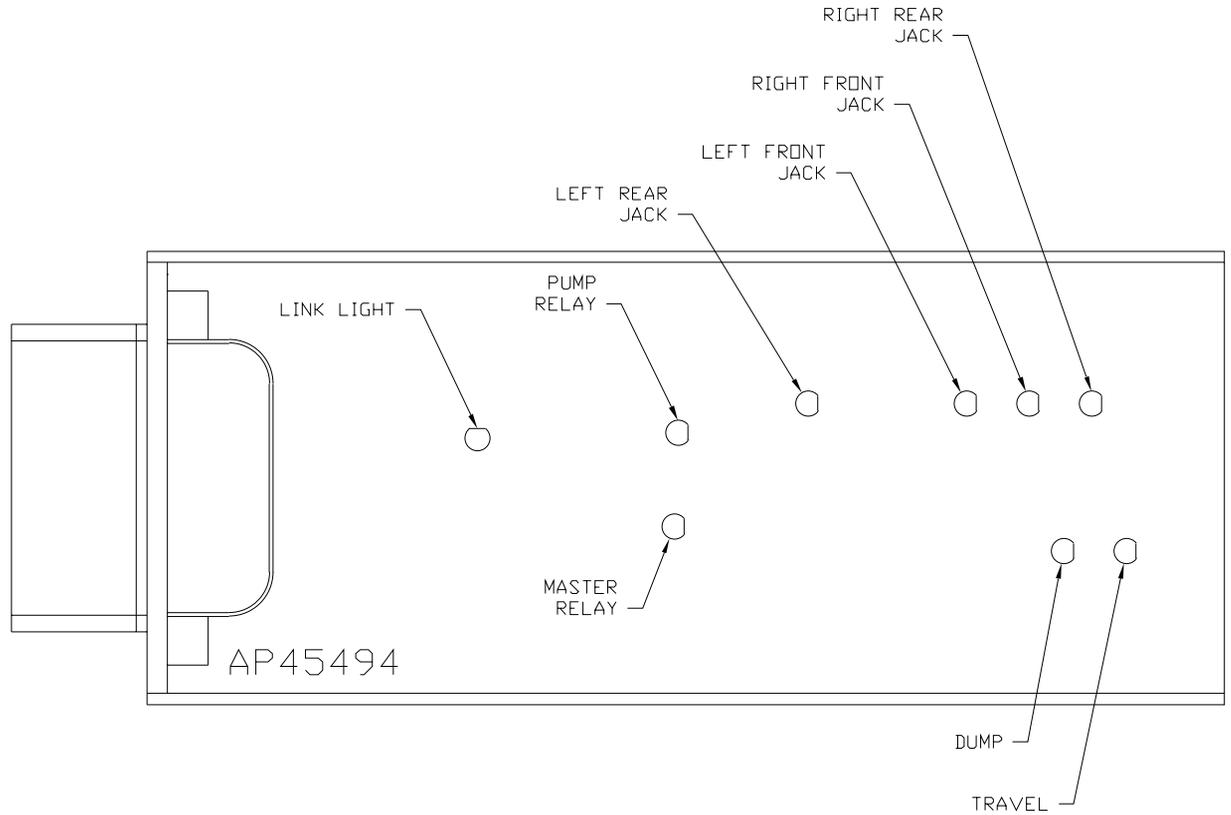 RIGHT REAR
JACK
RIGHT FRONT
JACK
LEFT FRONT
JACK
LEFT REAR
JACK
PUMP
RELAY
LINK LIGHT
MASTER
RELAY
AP45494
DUMP
TRAVEL